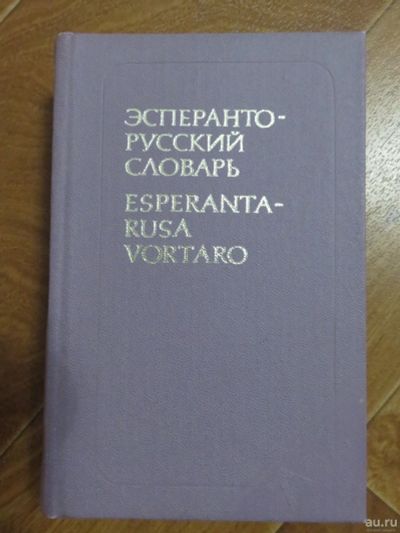 ЭСПЕРАНТО-
РУССКИЙ
СЛОВАРЬ
ESPERANTA-
RUSA
VORTARO
au.ru